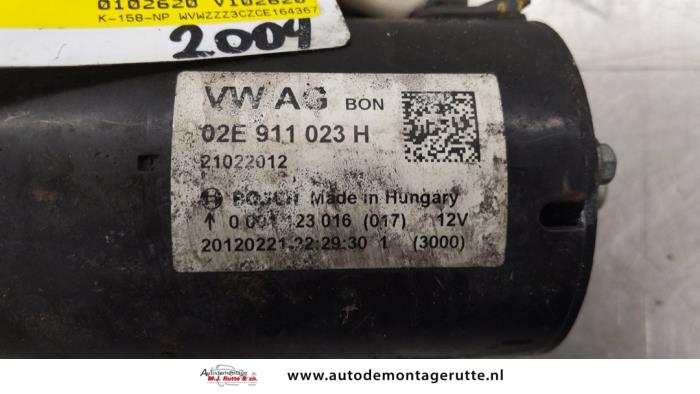 0102620 V102620
K-158-NP WVWZZZ3CZCE164367
2009
VW AG BON
02E 911 023 H
21022012
BOSCH Made in Hungary
↑ 0 001 123 016 (017) 12V
20120221 22:29:30 1 (3000)
Autodemontage
M.J. Rutte & zn.
www.autodemontagerutte.nl